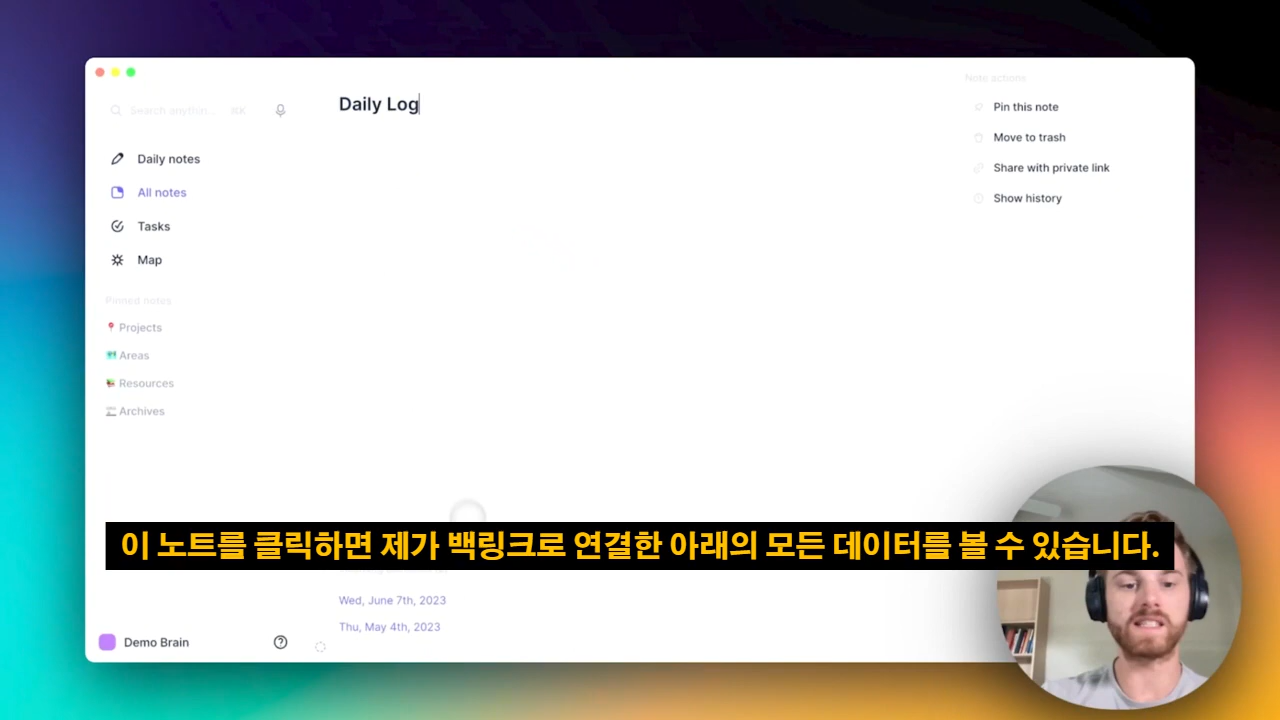 Search anythin... ⌘K
Daily notes
All notes
Tasks
Map
Pinned notes
Projects
Areas
Resources
Archives
Demo Brain
Daily Log
Note actions
Pin this note
Move to trash
Share with private link
Show history
이 노트를 클릭하면 제가 백링크로 연결한 아래의 모든 데이터를 볼 수 있습니다.
Wed, June 7th, 2023
Thu, May 4th, 2023